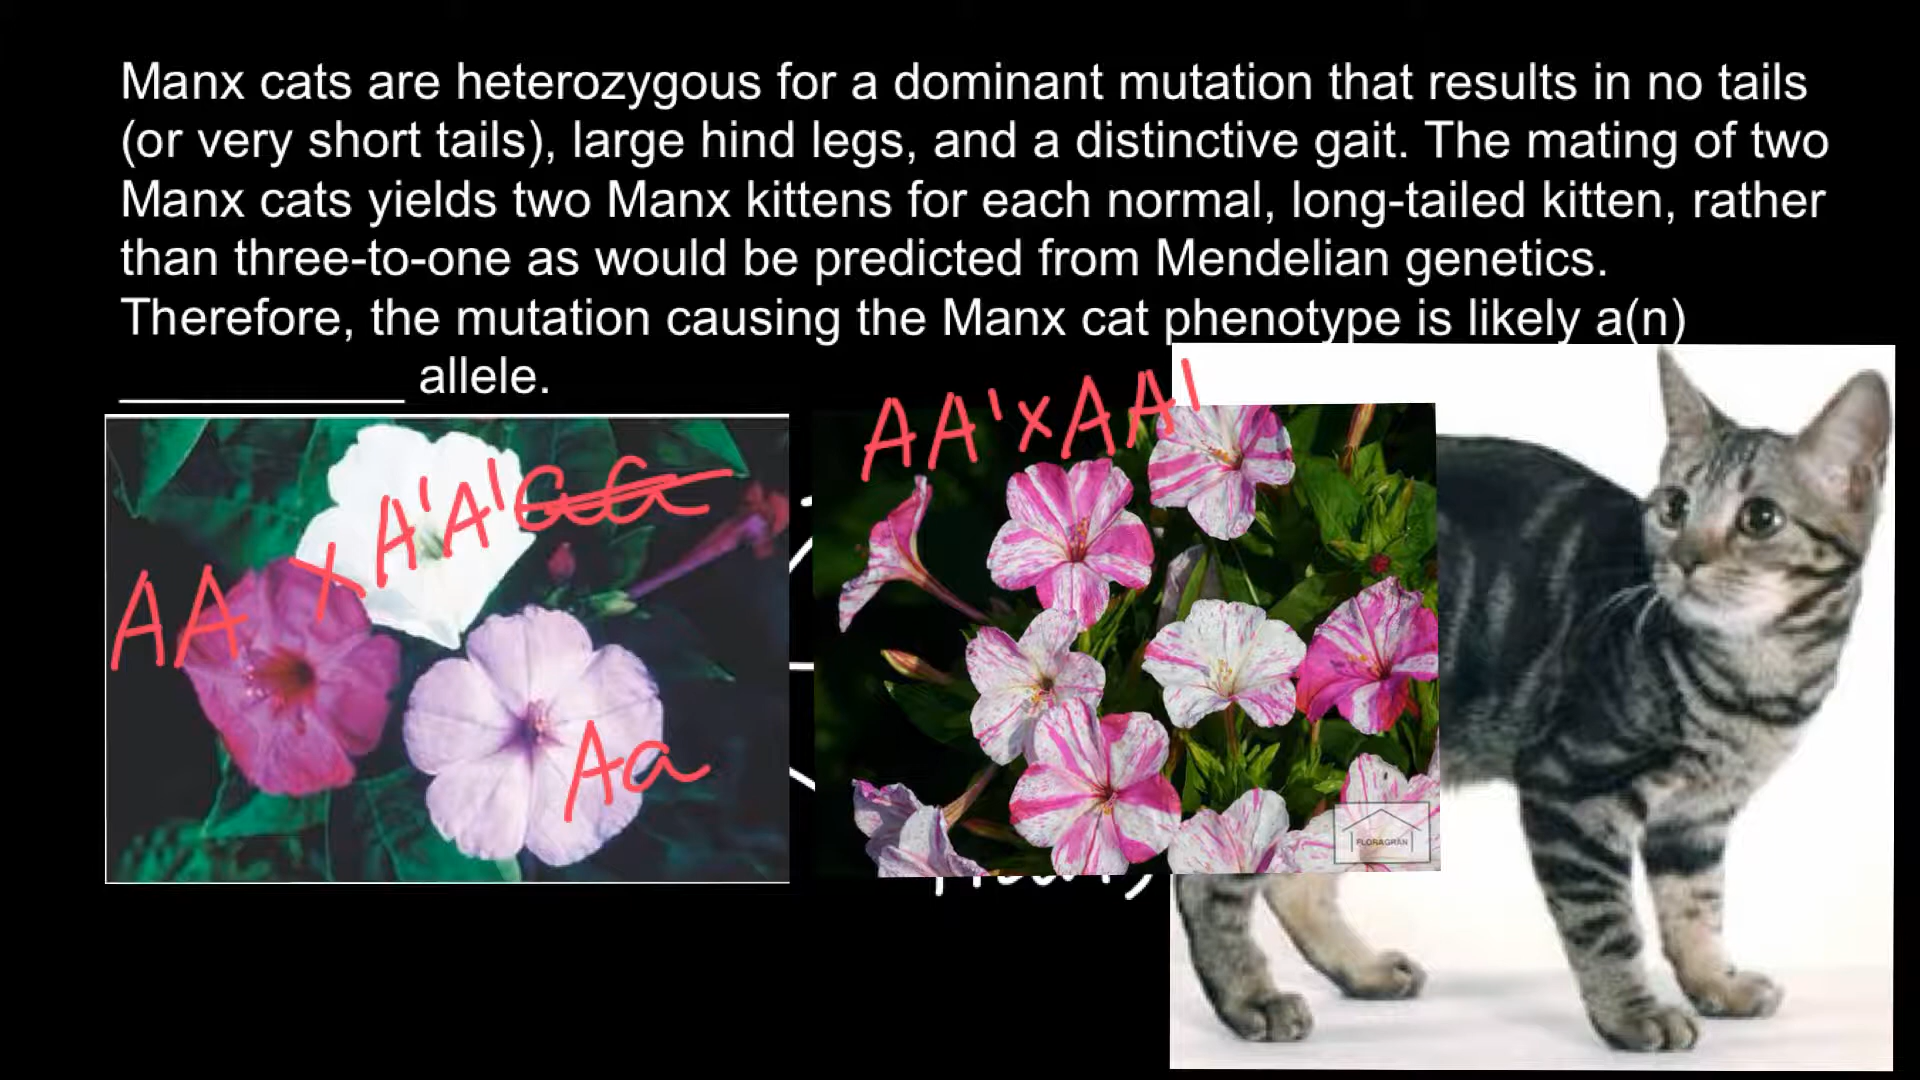 Manx cats are heterozygous for a dominant mutation that results in no tails
(or very short tails), large hind legs, and a distinctive gait. The mating of two
Manx cats yields two Manx kittens for each normal, long-tailed kitten, rather
than three-to-one as would be predicted from Mendelian genetics.
Therefore, the mutation causing the Manx cat phenotype is likely a(n)
__________ allele.
AA'xAA'
AA x A'A'
Aa
FLORAGRAN